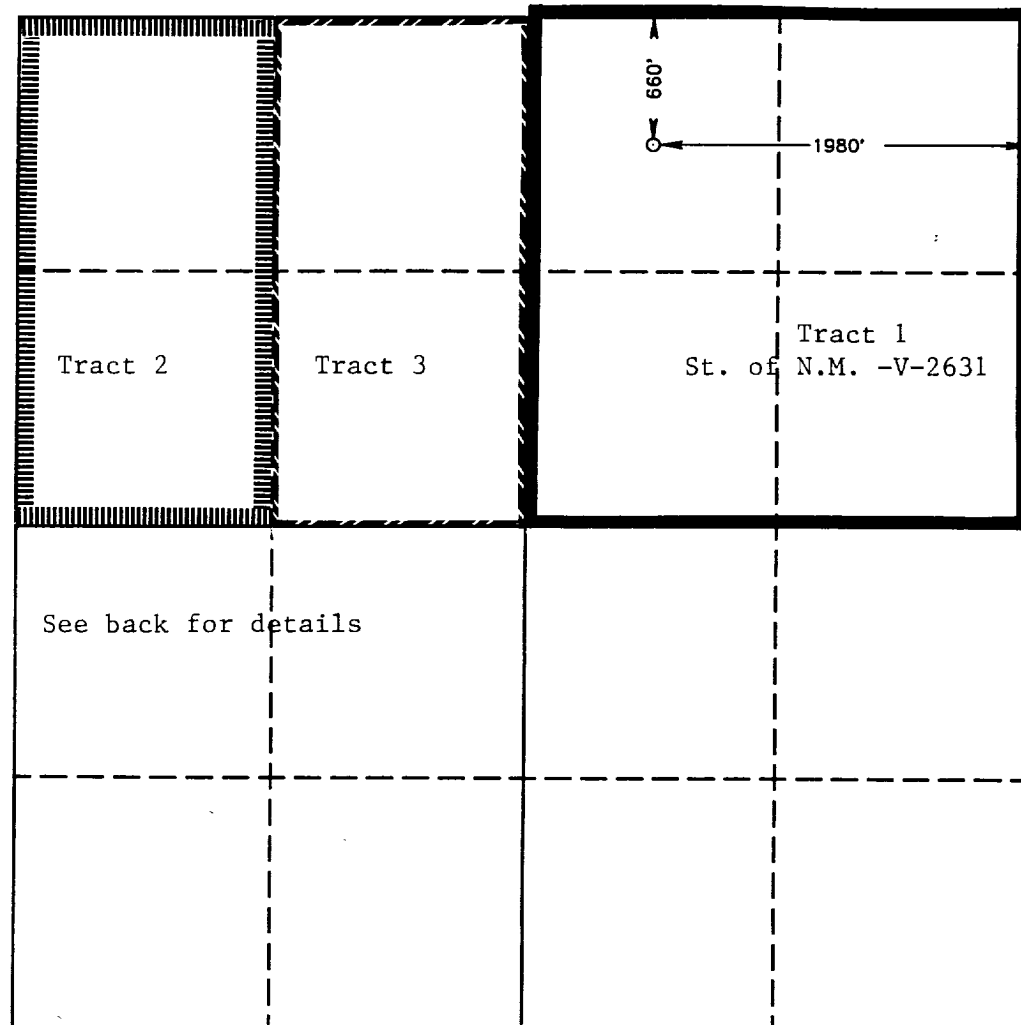 660'
1980'
Tract 1
St. of N.M. -V-2631
Tract 2
Tract 3
See back for details